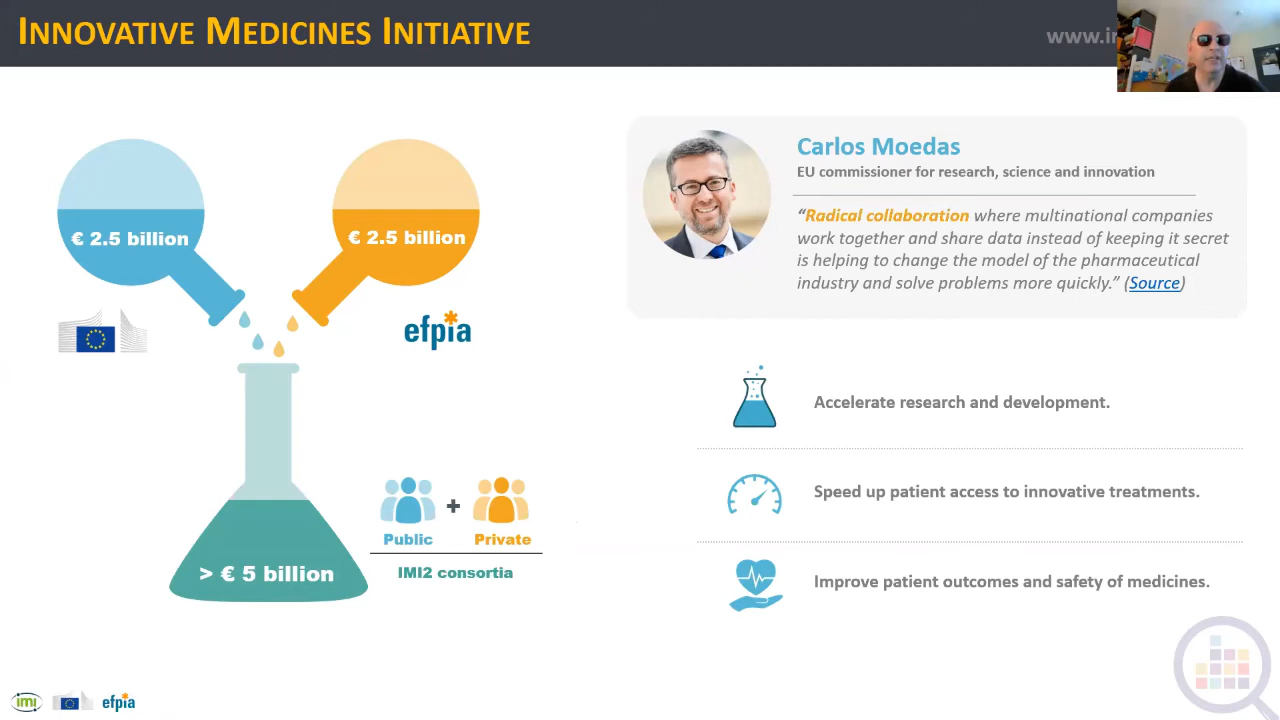 INNOVATIVE MEDICINES INITIATIVE
€ 2.5 billion
€ 2.5 billion
efpia
Public + Private
> € 5 billion
IMI2 consortia
Carlos Moedas
EU commissioner for research, science and innovation
“Radical collaboration where multinational companies
work together and share data instead of keeping it secret
is helping to change the model of the pharmaceutical
industry and solve problems more quickly.” (Source)
Accelerate research and development.
Speed up patient access to innovative treatments.
Improve patient outcomes and safety of medicines.
imi
efpia